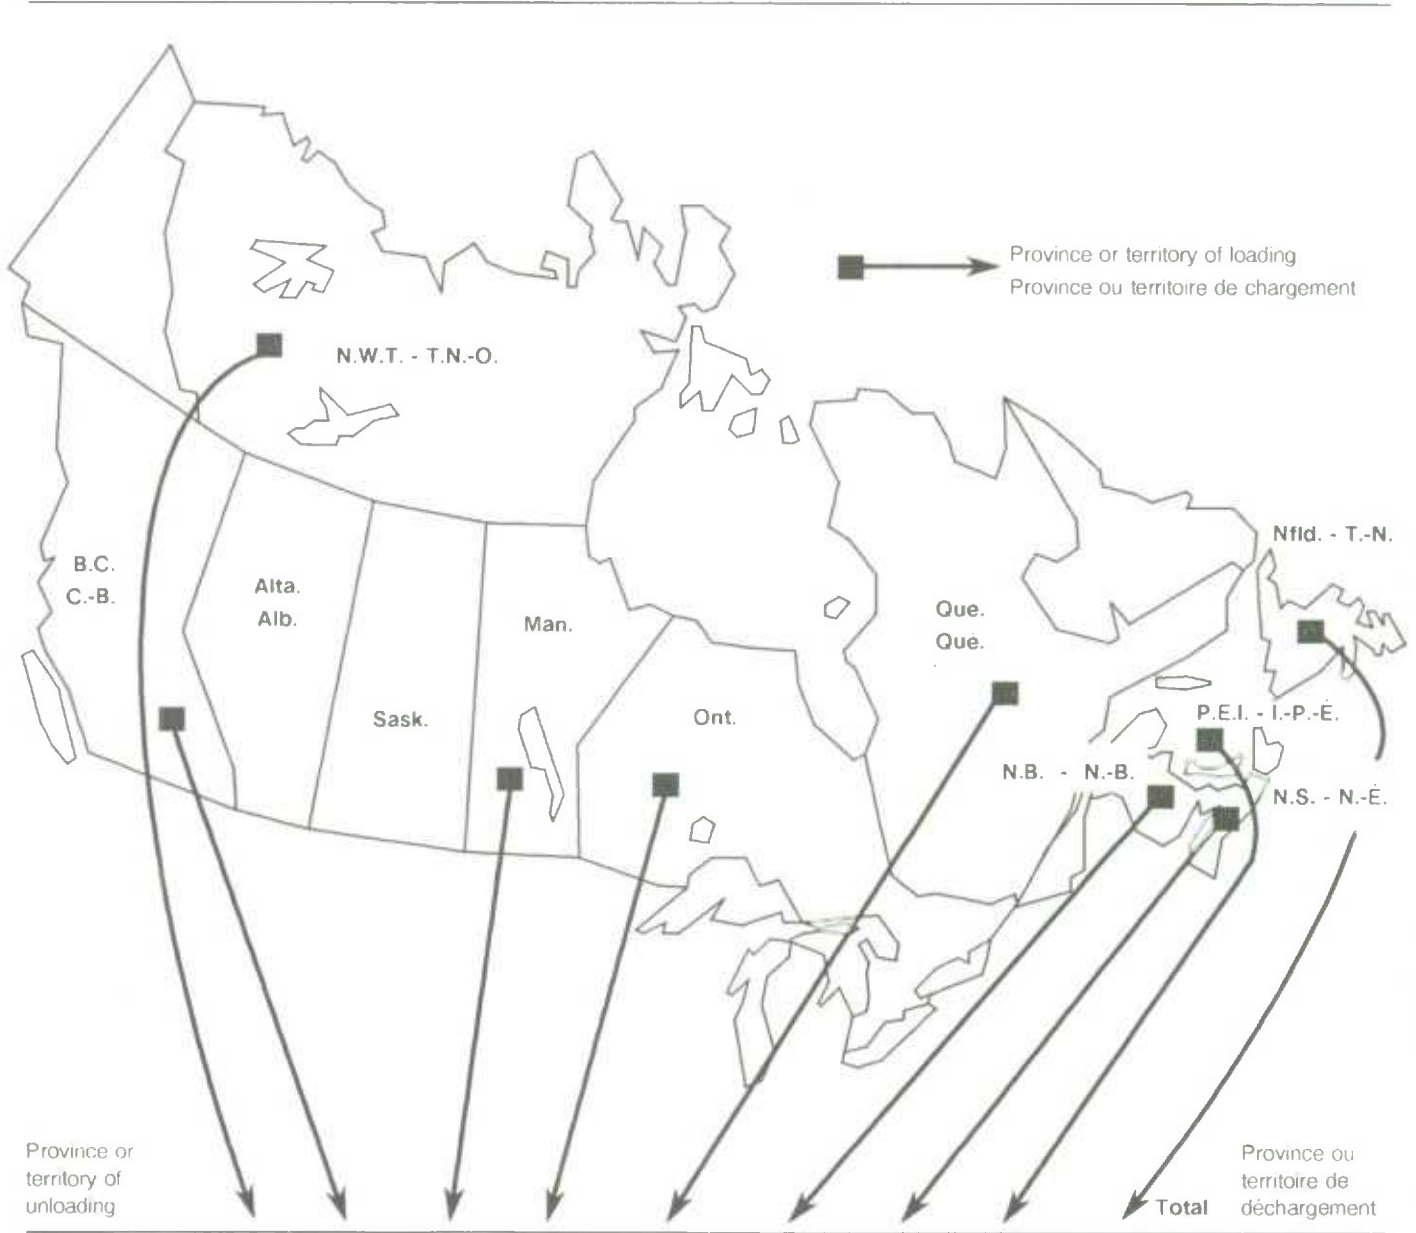 Province or territory of loading
Province ou territoire de chargement
N.W.T. - T.N.-O.
Nfld. - T.-N.
B.C.
C.-B.
Alta.
Alb.
Man.
Que.
Qué.
Sask.
Ont.
P.E.I. - I.-P.-É.
N.B. - N.-B.
N.S. - N.-É.
Province or
territory of
unloading
Total
Province ou
territoire de
déchargement